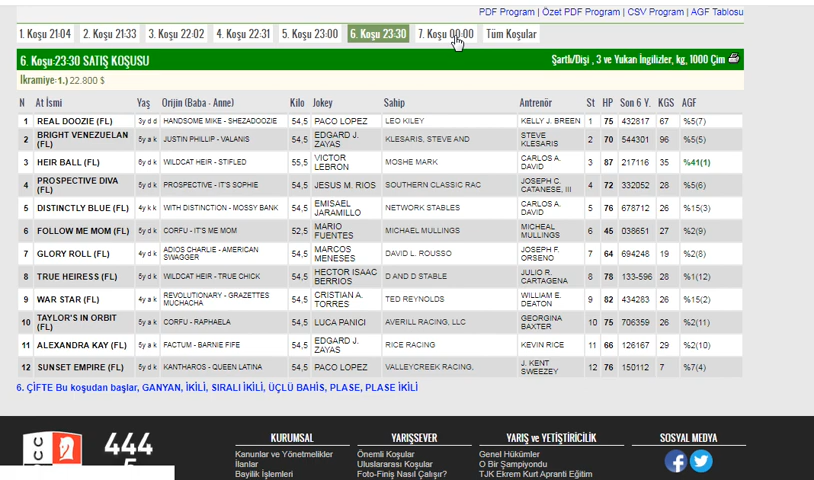 PDF Program | Özet PDF Program | CSV Program | AGF Tablosu
1. Koşu 21:04 2. Koşu 21:33 3. Koşu 22:02 4. Koşu 22:31 5. Koşu 23:00 6. Koşu 23:30 7. Koşu 00:00 Tüm Koşular
6. Koşu:23:30 SATIŞ KOŞUSU Şartlı/Dişi , 3 ve Yukarı İngilizler, kg, 1000 Çim
İkramiye:1.) 22.800 $
N At İsmi Yaş Orijin (Baba - Anne) Kilo Jokey Sahip Antrenör St HP Son 6 Y. KGS AGF
1 REAL DOOZIE (FL) 3y d d HANDSOME MIKE - SHEZADOOZIE 54,5 PACO LOPEZ LEO KILEY KELLY J. BREEN 1 75 432817 67 %5(7)
2 BRIGHT VENEZUELAN (FL) 5y a k JUSTIN PHILLIP - VALANIS 54,5 EDGARD J. ZAYAS KLESARIS, STEVE AND STEVE KLESARIS 2 70 544301 96 %5(5)
3 HEIR BALL (FL) 6y d k WILDCAT HEIR - STIFLED 55,5 VICTOR LEBRON MOSHE MARK CARLOS A. DAVID 3 87 217116 35 %41(1)
4 PROSPECTIVE DIVA (FL) 5y d k PROSPECTIVE - IT'S SOPHIE 54,5 JESUS M. RIOS SOUTHERN CLASSIC RAC JOSEPH C. CATANESE, III 4 72 332052 28 %5(6)
5 DISTINCTLY BLUE (FL) 4y k k WITH DISTINCTION - MOSSY BANK 54,5 EMISAEL JARAMILLO NETWORK STABLES CARLOS A. DAVID 5 76 678712 26 %15(3)
6 FOLLOW ME MOM (FL) 5y d k CORFU - IT'S ME MOM 52,5 MARIO FUENTES MICHAEL MULLINGS MICHEAL MULLINGS 6 45 038651 27 %2(9)
7 GLORY ROLL (FL) 4y d k ADIOS CHARLIE - AMERICAN SWAGGER 54,5 MARCOS MENESES DAVID L. ROUSSO JOSEPH F. ORSENO 7 64 694248 19 %2(8)
8 TRUE HEIRESS (FL) 5y d k WILDCAT HEIR - TRUE CHICK 54,5 HECTOR ISAAC BERRIOS D AND D STABLE JULIO R. CARTAGENA 8 78 133-596 28 %1(12)
9 WAR STAR (FL) 4y a k REVOLUTIONARY - GRAZETTES MUCHACHA 54,5 CRISTIAN A. TORRES TED REYNOLDS WILLIAM E. DEATON 9 82 434283 26 %15(2)
10 TAYLOR'S IN ORBIT (FL) 5y a k CORFU - RAPHAELA 54,5 LUCA PANICI AVERILL RACING, LLC GEORGINA BAXTER 10 75 706359 26 %2(11)
11 ALEXANDRA KAY (FL) 5y a k FACTUM - BARNIE FIFE 54,5 EDGARD J. ZAYAS RICE RACING KEVIN RICE 11 66 126167 29 %2(10)
12 SUNSET EMPIRE (FL) 5y d k KANTHAROS - QUEEN LATINA 54,5 PACO LOPEZ VALLEYCREEK RACING, J. KENT SWEEZEY 12 76 150112 7 %7(4)
6. ÇİFTE Bu koşudan başlar, GANYAN, İKİLİ, SIRALI İKİLİ, ÜÇLÜ BAHİS, PLASE, PLASE İKİLİ
444
KURUMSAL YARIŞSEVER YARIŞ ve YETİŞTİRİCİLİK SOSYAL MEDYA
Kanunlar ve Yönetmelikler Önemli Koşular Genel Hükümler
İlanlar Uluslararası Koşular O Bir Şampiyondu
Bayilik İşlemleri Foto-Finiş Nasıl Çalışır? TJK Ekrem Kurt Apranti Eğitim